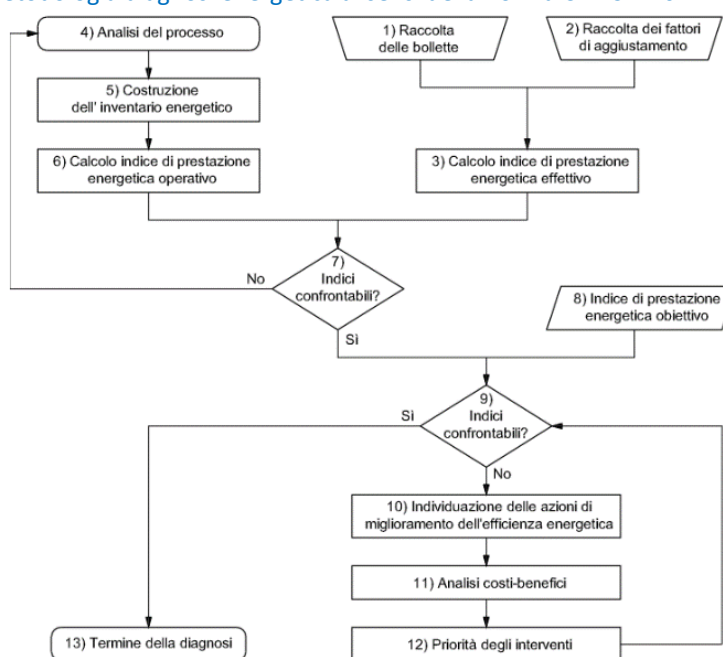 4) Analisi del processo
1) Raccolta
delle bollette
2) Raccolta dei fattori
di aggiustamento
5) Costruzione
dell' inventario energetico
6) Calcolo indice di prestazione
energetica operativo
3) Calcolo indice di prestazione
energetica effettivo
7)
Indici
confrontabili?
No
Sì
8) Indice di prestazione
energetica obiettivo
9)
Indici
confrontabili?
Sì
No
10) Individuazione delle azioni di
miglioramento dell'efficienza energetica
11) Analisi costi-benefici
12) Priorità degli interventi
13) Termine della diagnosi